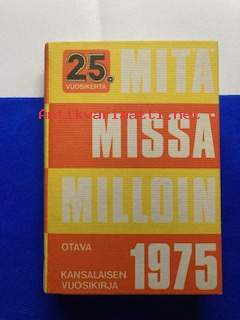 25.
VUOSIKERTA
MITÄ
MISSÄ
MILLOIN
OTAVA
1975
KANSALAISEN
VUOSIKIRJA